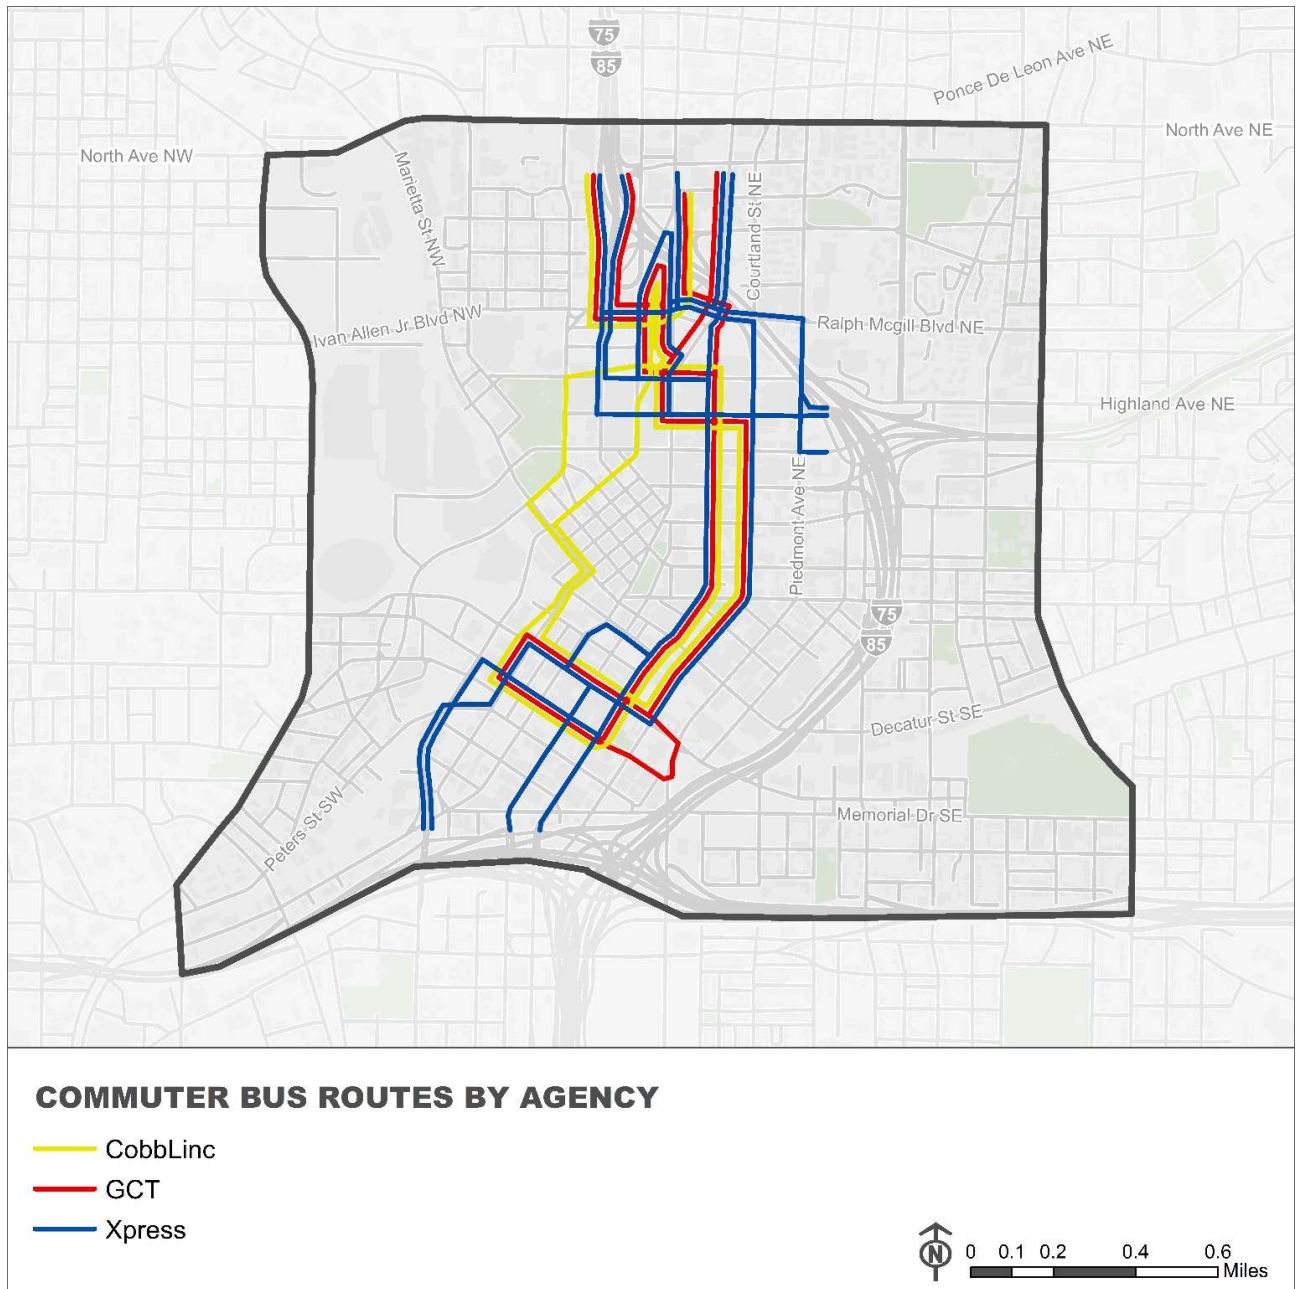 75
85
Ponce De Leon Ave NE
North Ave NW
North Ave NE
Marietta St NW
Courtland St NE
Ivan Allen Jr Blvd NW
Ralph Mcgill Blvd NE
Highland Ave NE
Piedmont Ave NE
75
85
Decatur St SE
Peters St SW
Memorial Dr SE
COMMUTER BUS ROUTES BY AGENCY
CobbLinc
GCT
Xpress
N
0 0.1 0.2 0.4 0.6
Miles